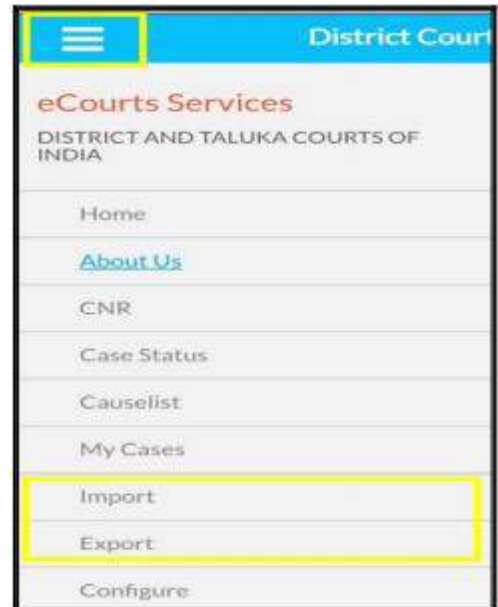 District Court
eCourts Services
DISTRICT AND TALUKA COURTS OF
INDIA
Home
About Us
CNR
Case Status
Causelist
My Cases
Import
Export
Configure